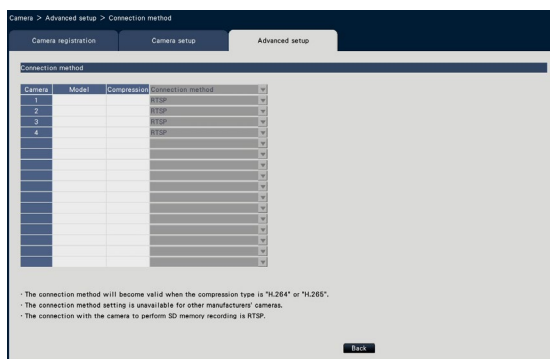 Camera > Advanced setup > Connection method
Camera registration Camera setup Advanced setup
Connection method
Camera Model Compression Connection method
1 RTSP
2 RTSP
3 RTSP
4 RTSP
· The connection method will become valid when the compression type is "H.264" or "H.265".
· The connection method setting is unavailable for other manufacturers' cameras.
· The connection with the camera to perform SD memory recording is RTSP.
Back